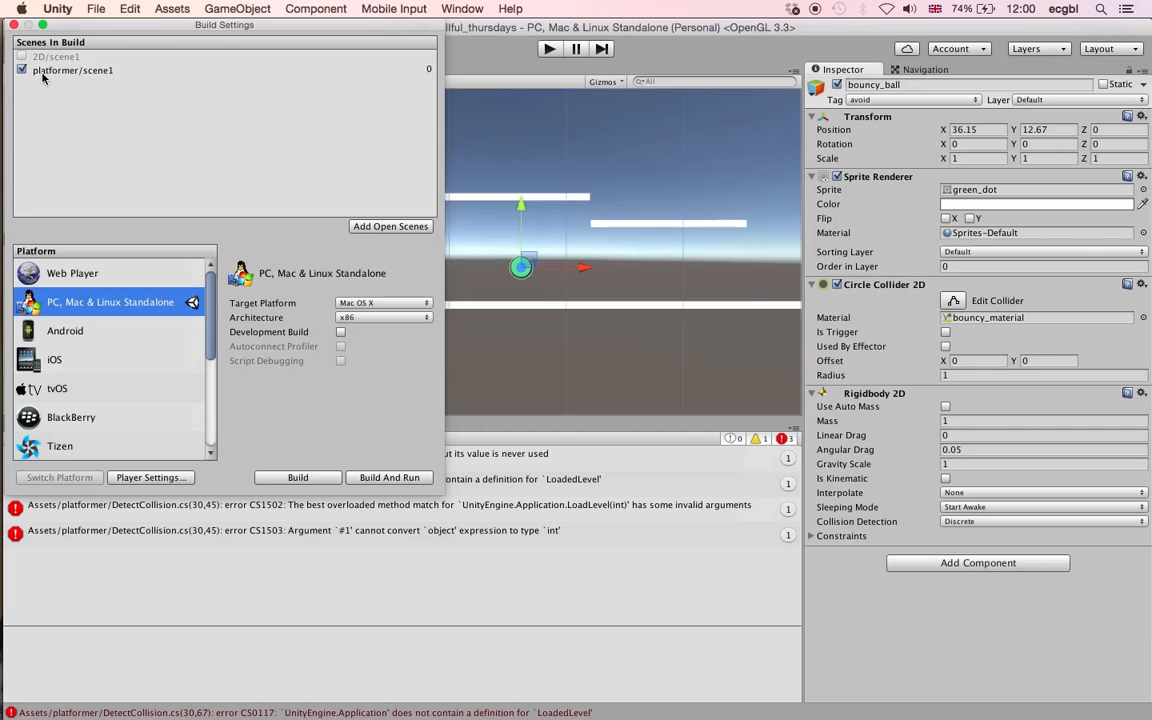 Unity File Edit Assets GameObject Component Mobile Input Window Help 74% 12:00 ecgbl
Build Settings
llful_thursdays - PC, Mac & Linux Standalone (Personal) <OpenGL 3.3>
Scenes In Build
2D/scene1
platformer/scene1 0
Add Open Scenes
Platform
Web Player
PC, Mac & Linux Standalone
Android
iOS
tvOS
BlackBerry
Tizen
PC, Mac & Linux Standalone
Target Platform Mac OS X
Architecture x86
Development Build
Autoconnect Profiler
Script Debugging
Switch Platform Player Settings... Build Build And Run
Account Layers Layout
Gizmos All
0 1 3
ut its value is never used 1
contain a definition for `LoadedLevel' 1
Assets/platformer/DetectCollision.cs(30,45): error CS1502: The best overloaded method match for `UnityEngine.Application.LoadLevel(int)' has some invalid arguments 1
Assets/platformer/DetectCollision.cs(30,45): error CS1503: Argument `#1' cannot convert `object' expression to type `int' 1
Assets/platformer/DetectCollision.cs(30,67): error CS0117: `UnityEngine.Application' does not contain a definition for `LoadedLevel'
Inspector Navigation
bouncy_ball Static
Tag avoid Layer Default
Transform
Position X 36.15 Y 12.67 Z 0
Rotation X 0 Y 0 Z 0
Scale X 1 Y 1 Z 1
Sprite Renderer
Sprite green_dot
Color
Flip X Y
Material Sprites-Default
Sorting Layer Default
Order in Layer 0
Circle Collider 2D
Edit Collider
Material bouncy_material
Is Trigger
Used By Effector
Offset X 0 Y 0
Radius 1
Rigidbody 2D
Use Auto Mass
Mass 1
Linear Drag 0
Angular Drag 0.05
Gravity Scale 1
Is Kinematic
Interpolate None
Sleeping Mode Start Awake
Collision Detection Discrete
Constraints
Add Component